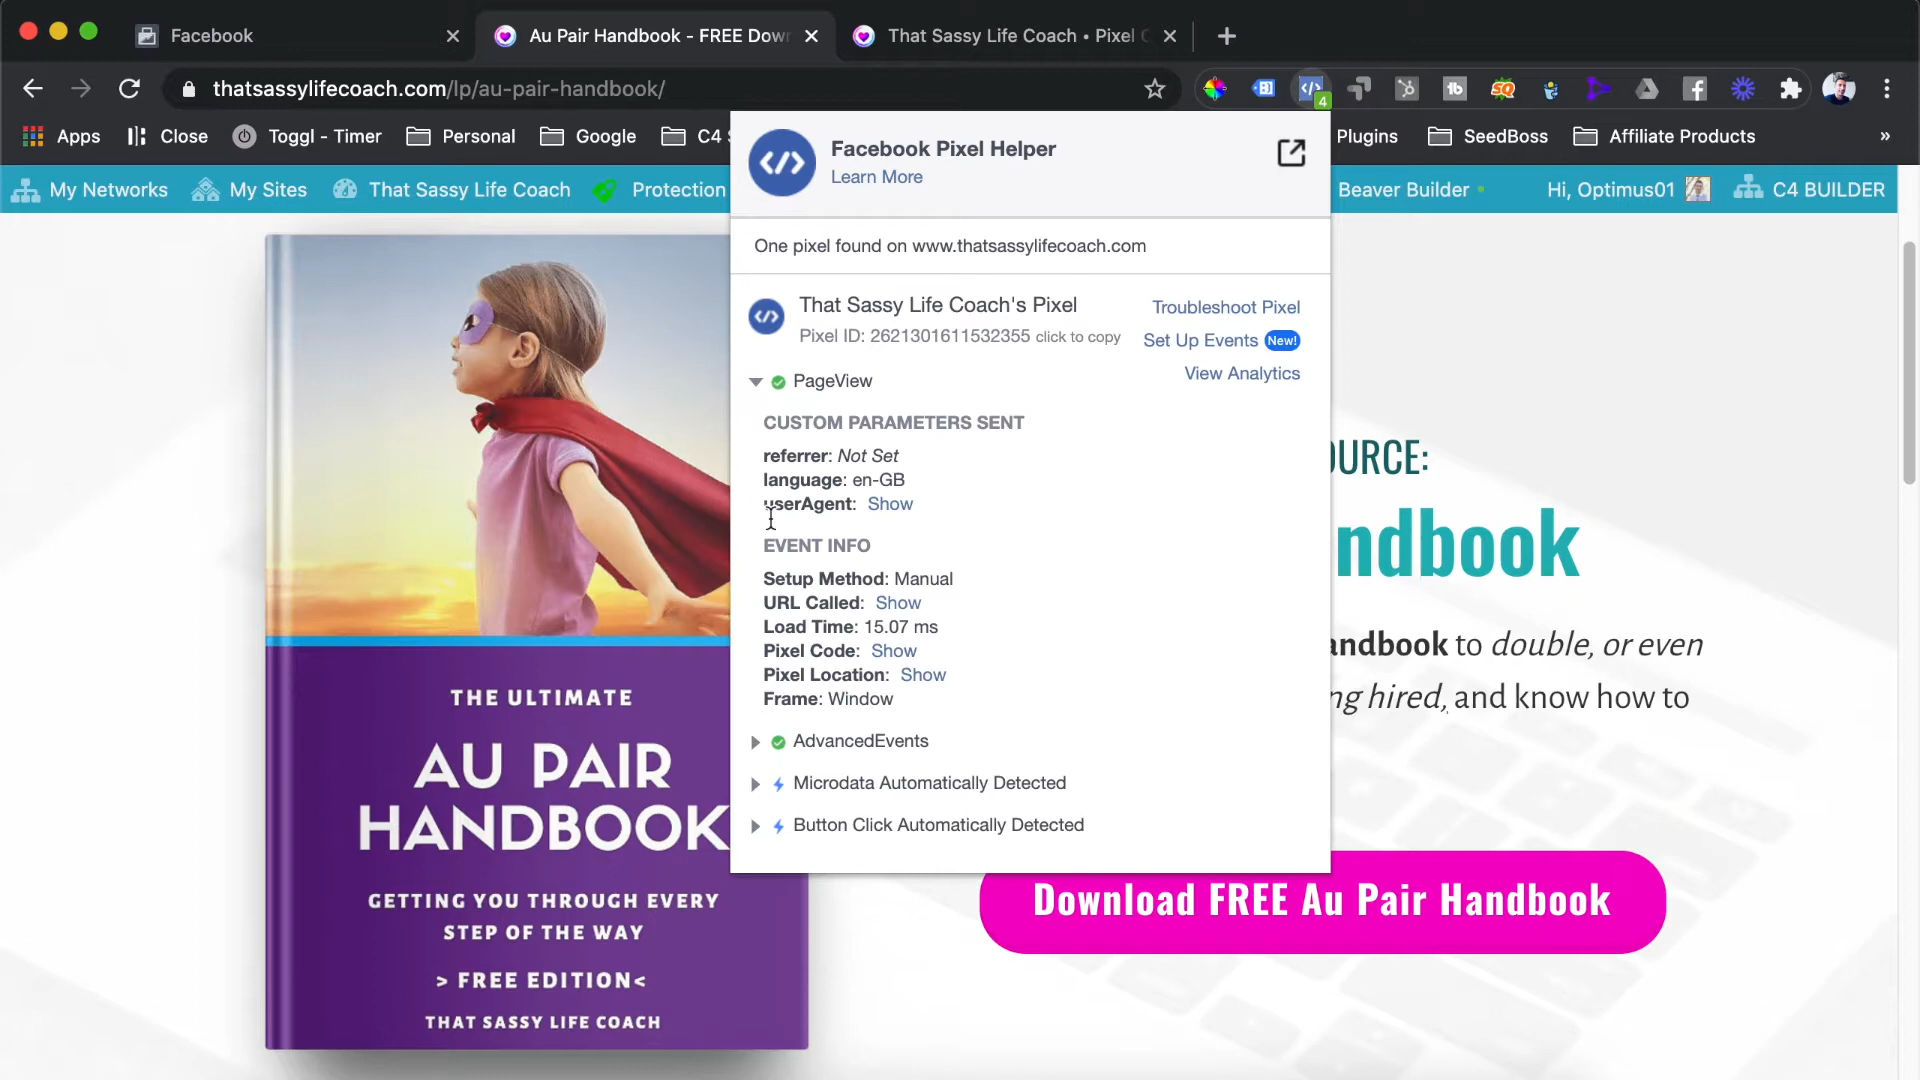 Facebook
Au Pair Handbook - FREE Dow
That Sassy Life Coach • Pixel C
thatsassylifecoach.com/lp/au-pair-handbook/
4
Apps
Close
Toggl - Timer
Personal
Google
C4 S
Plugins
SeedBoss
Affiliate Products
»
My Networks
My Sites
That Sassy Life Coach
Protection
Beaver Builder
Hi, Optimus01
C4 BUILDER
Facebook Pixel Helper
Learn More
One pixel found on www.thatsassylifecoach.com
That Sassy Life Coach's Pixel
Pixel ID: 2621301611532355 click to copy
Troubleshoot Pixel
Set Up Events New!
View Analytics
PageView
CUSTOM PARAMETERS SENT
referrer: Not Set
language: en-GB
userAgent: Show
EVENT INFO
Setup Method: Manual
URL Called: Show
Load Time: 15.07 ms
Pixel Code: Show
Pixel Location: Show
Frame: Window
AdvancedEvents
Microdata Automatically Detected
Button Click Automatically Detected
THE ULTIMATE
AU PAIR
HANDBOOK
GETTING YOU THROUGH EVERY
STEP OF THE WAY
> FREE EDITION<
THAT SASSY LIFE COACH
OURCE:
ndbook
andbook to double, or even
ng hired, and know how to
Download FREE Au Pair Handbook